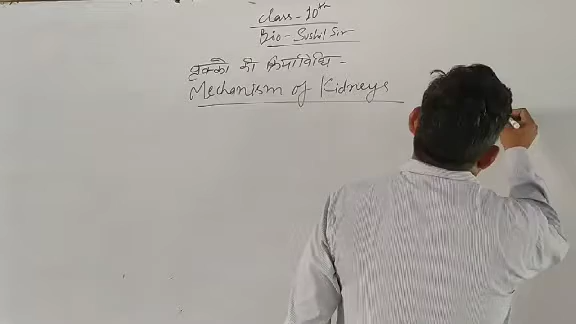 Class - 10th
Bio - Sushil Sir
वृक्को की क्रियाविधि -
Mechanism of Kidneys